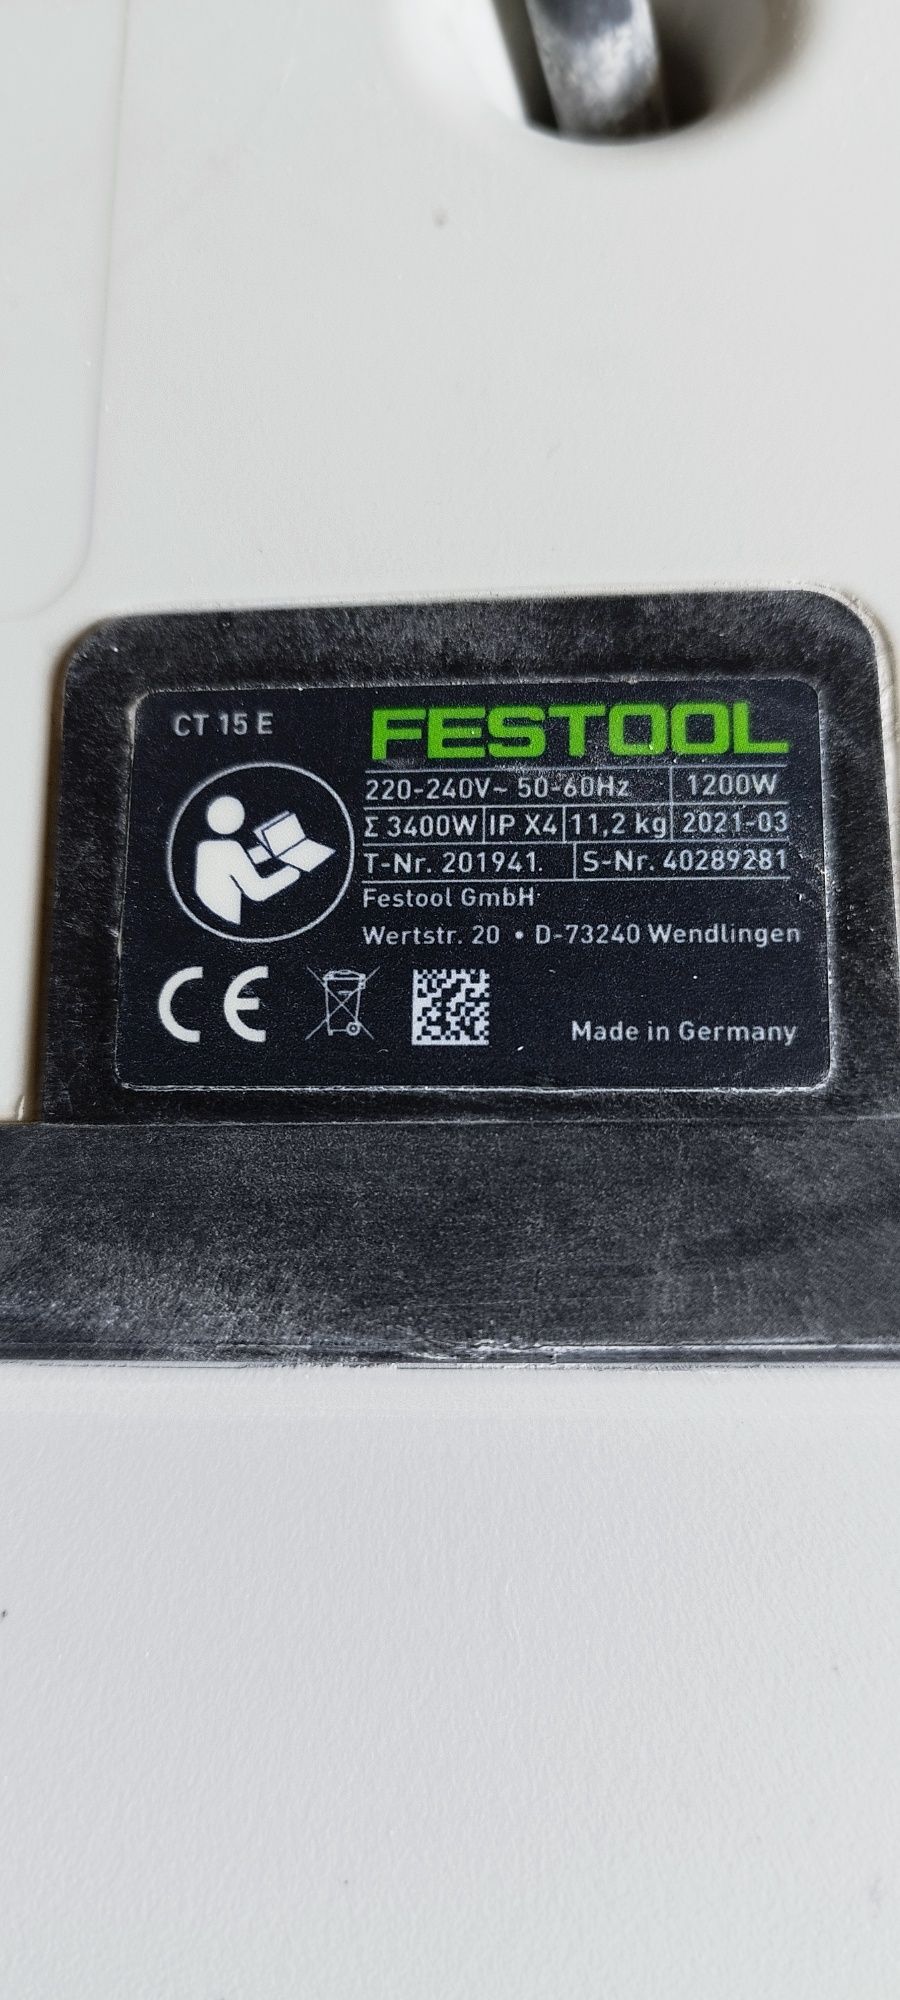 CT 15 E FESTOOL
220-240V~ 50-60Hz 1200W
Σ 3400W IP X4 11,2 kg 2021-03
T-Nr. 201941. S-Nr. 40289281
Festool GmbH
Wertstr. 20 • D-73240 Wendlingen
CE Made in Germany